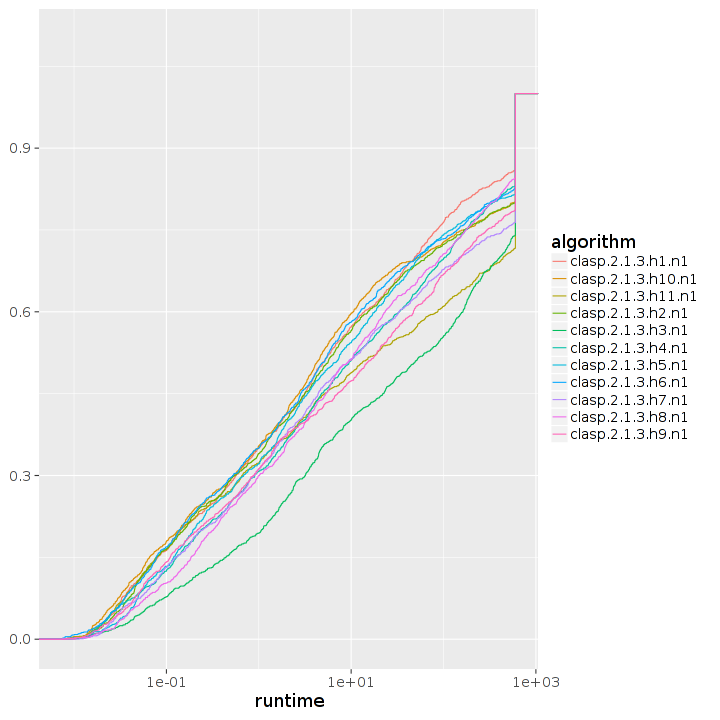 0.9
0.6
0.3
0.0
1e-01
1e+01
1e+03
runtime
algorithm
clasp.2.1.3.h1.n1
clasp.2.1.3.h10.n1
clasp.2.1.3.h11.n1
clasp.2.1.3.h2.n1
clasp.2.1.3.h3.n1
clasp.2.1.3.h4.n1
clasp.2.1.3.h5.n1
clasp.2.1.3.h6.n1
clasp.2.1.3.h7.n1
clasp.2.1.3.h8.n1
clasp.2.1.3.h9.n1